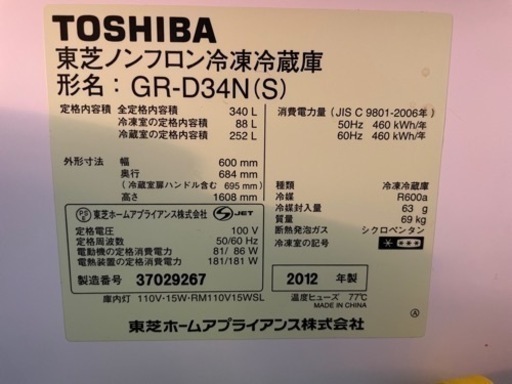 TOSHIBA
東芝ノンフロン冷凍冷蔵庫
形名：GR-D34N(S)
定格内容積 全定格内容積 340 L
冷凍室の定格内容積 88 L
冷蔵室の定格内容積 252 L
消費電力量 (JIS C 9801-2006年)
50Hz 460 kWh/年
60Hz 460 kWh/年
外形寸法 幅 600 mm
奥行 684 mm
(冷蔵室扉ハンドル含む 695 mm)
高さ 1608 mm
種類 冷凍冷蔵庫
冷媒 R600a
冷媒封入量 63 g
質量 69 kg
断熱発泡ガス シクロペンタン
冷凍室の記号
PS E 東芝ホームアプライアンス株式会社 JET
定格電圧 100 V
定格周波数 50/60 Hz
電動機の定格消費電力 81/ 86 W
電熱装置の定格消費電力 181/181 W
製造番号 37029267
2012 年製
庫内灯 110V･15W･RM110V15WSL
温度ヒューズ 77℃
東芝ホームアプライアンス株式会社
Ⓐ